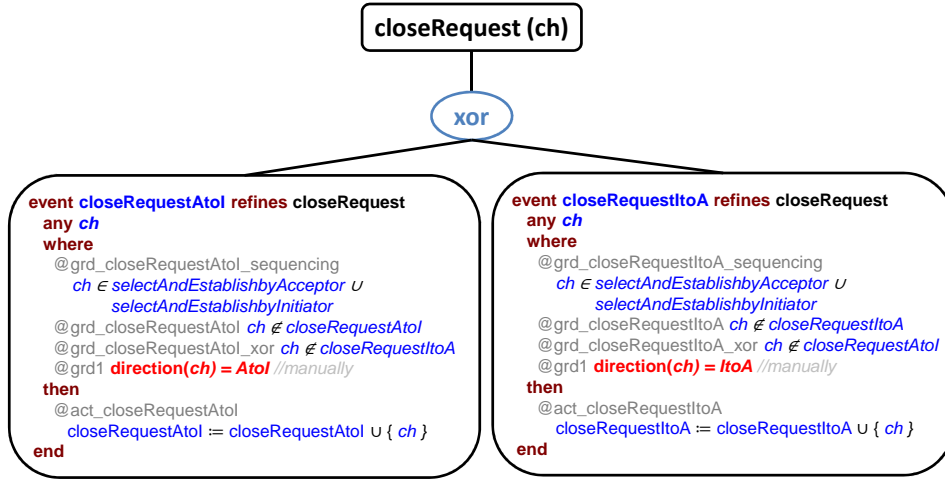 closeRequest (ch)
xor
event closeRequestAtoI refines closeRequest
any ch
where
@grd_closeRequestAtoI_sequencing
ch ∈ selectAndEstablishbyAcceptor ∪
selectAndEstablishbyInitiator
@grd_closeRequestAtoI ch ∉ closeRequestAtoI
@grd_closeRequestAtoI_xor ch ∉ closeRequestItoA
@grd1 direction(ch) = AtoI //manually
then
@act_closeRequestAtoI
closeRequestAtoI ≔ closeRequestAtoI ∪ { ch }
end
event closeRequestItoA refines closeRequest
any ch
where
@grd_closeRequestItoA_sequencing
ch ∈ selectAndEstablishbyAcceptor ∪
selectAndEstablishbyInitiator
@grd_closeRequestItoA ch ∉ closeRequestItoA
@grd_closeRequestItoA_xor ch ∉ closeRequestAtoI
@grd1 direction(ch) = ItoA //manually
then
@act_closeRequestItoA
closeRequestItoA ≔ closeRequestItoA ∪ { ch }
end